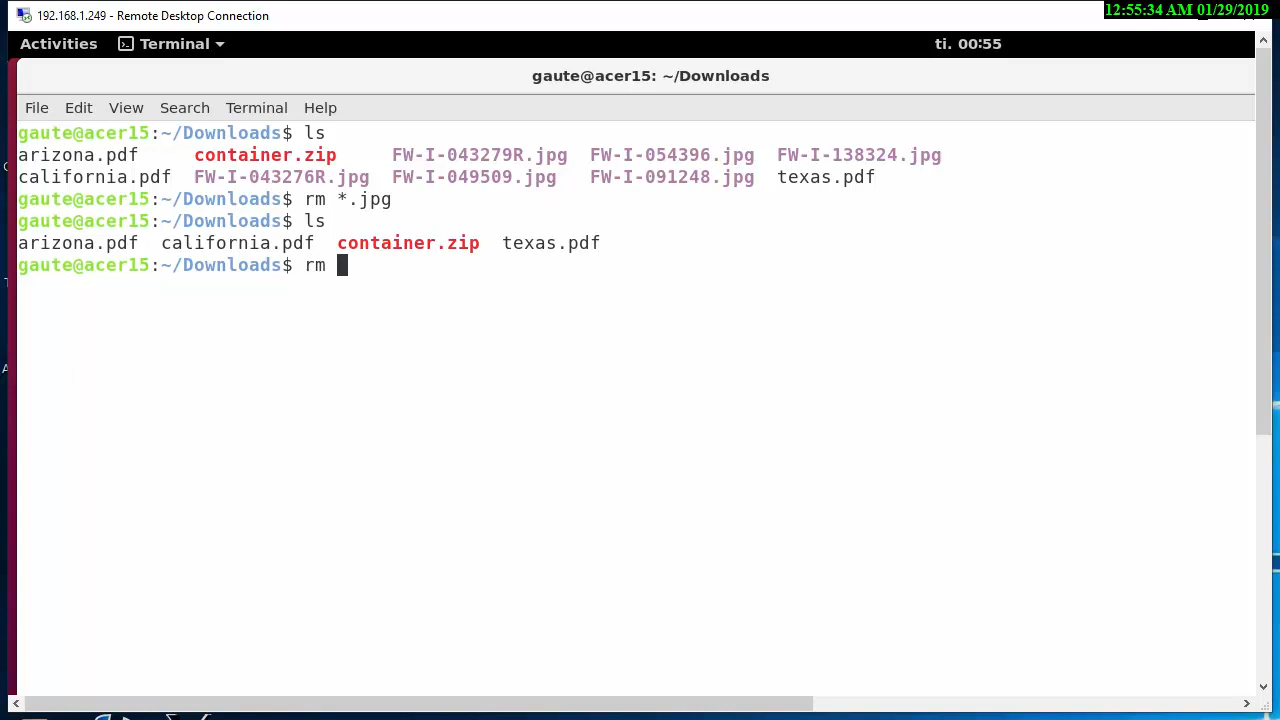 192.168.1.249 - Remote Desktop Connection
12:55:34 AM 01/29/2019
Activities Terminal ti. 00:55
gaute@acer15: ~/Downloads
File Edit View Search Terminal Help
gaute@acer15:~/Downloads$ ls
arizona.pdf container.zip FW-I-043279R.jpg FW-I-054396.jpg FW-I-138324.jpg
california.pdf FW-I-043276R.jpg FW-I-049509.jpg FW-I-091248.jpg texas.pdf
gaute@acer15:~/Downloads$ rm *.jpg
gaute@acer15:~/Downloads$ ls
arizona.pdf california.pdf container.zip texas.pdf
gaute@acer15:~/Downloads$ rm